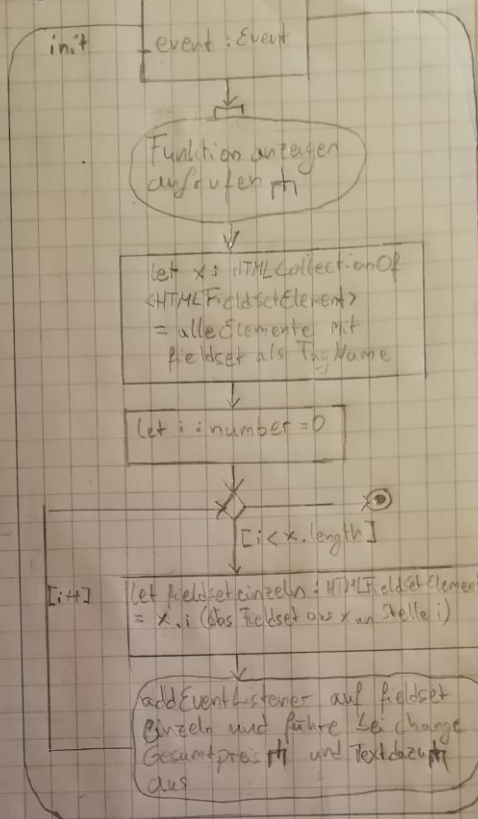 init
event : Event
Funktion anzeigen
aufrufen
let x : HTMLCollectionOf
<HTMLFieldsetElement>
= alle Elemente mit
fieldset als TagName
let i : number = 0
[i < x.length]
[i++]
let fieldseteinzeln : HTMLFieldsetElemen
= x.i (das Fieldset aus x an Stelle i)
addEventListener auf fieldset
einzeln und führe bei change
Gesamtpreis und Textdazu
aus